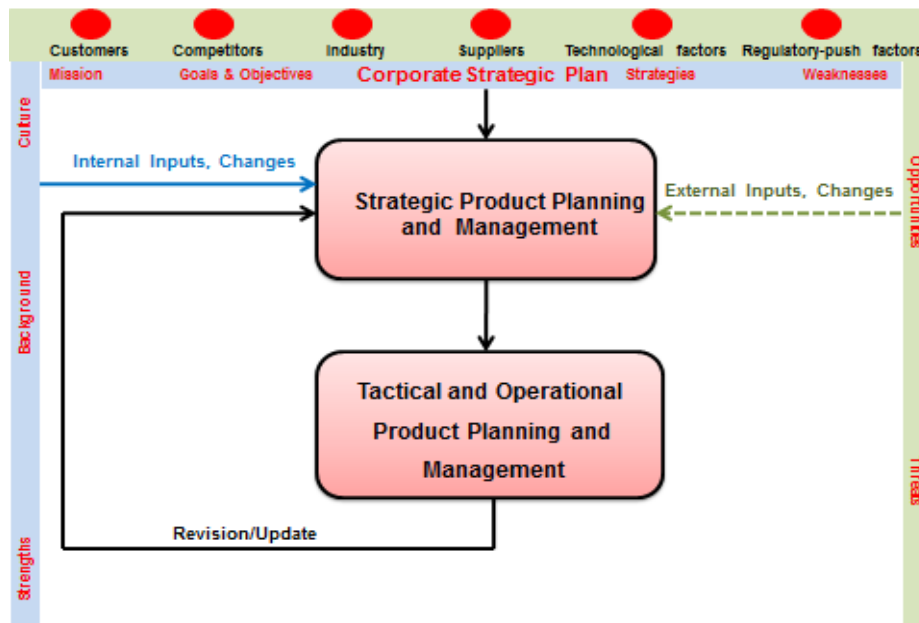 Customers Competitors Industry Suppliers Technological factors Regulatory-push factors
Mission Goals & Objectives Corporate Strategic Plan Strategies Weaknesses
Culture
Internal Inputs, Changes
Opportunities
External Inputs, Changes
Strategic Product Planning
and Management
Background
Tactical and Operational
Product Planning and
Management
Threats
Revision/Update
Strengths